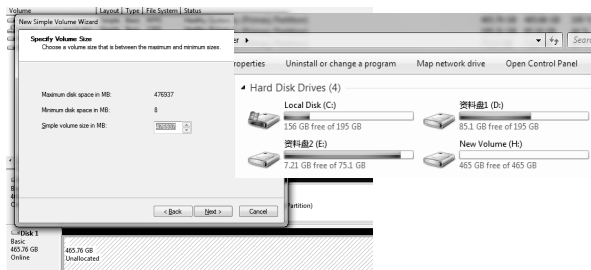 Volume Layout Type File System Status
New Simple Volume Wizard
Specify Volume Size
Choose a volume size that is between the maximum and minimum sizes.
Maximum disk space in MB: 476937
Minimum disk space in MB: 8
Simple volume size in MB: 476937
< Back Next > Cancel
Partition)
Disk 1
Basic
465.76 GB
Online
465.76 GB
Unallocated
er
Sear
roperties Uninstall or change a program Map network drive Open Control Panel
Hard Disk Drives (4)
Local Disk (C:)
156 GB free of 195 GB
资料盘1 (D:)
85.1 GB free of 195 GB
资料盘2 (E:)
7.21 GB free of 75.1 GB
New Volume (H:)
465 GB free of 465 GB